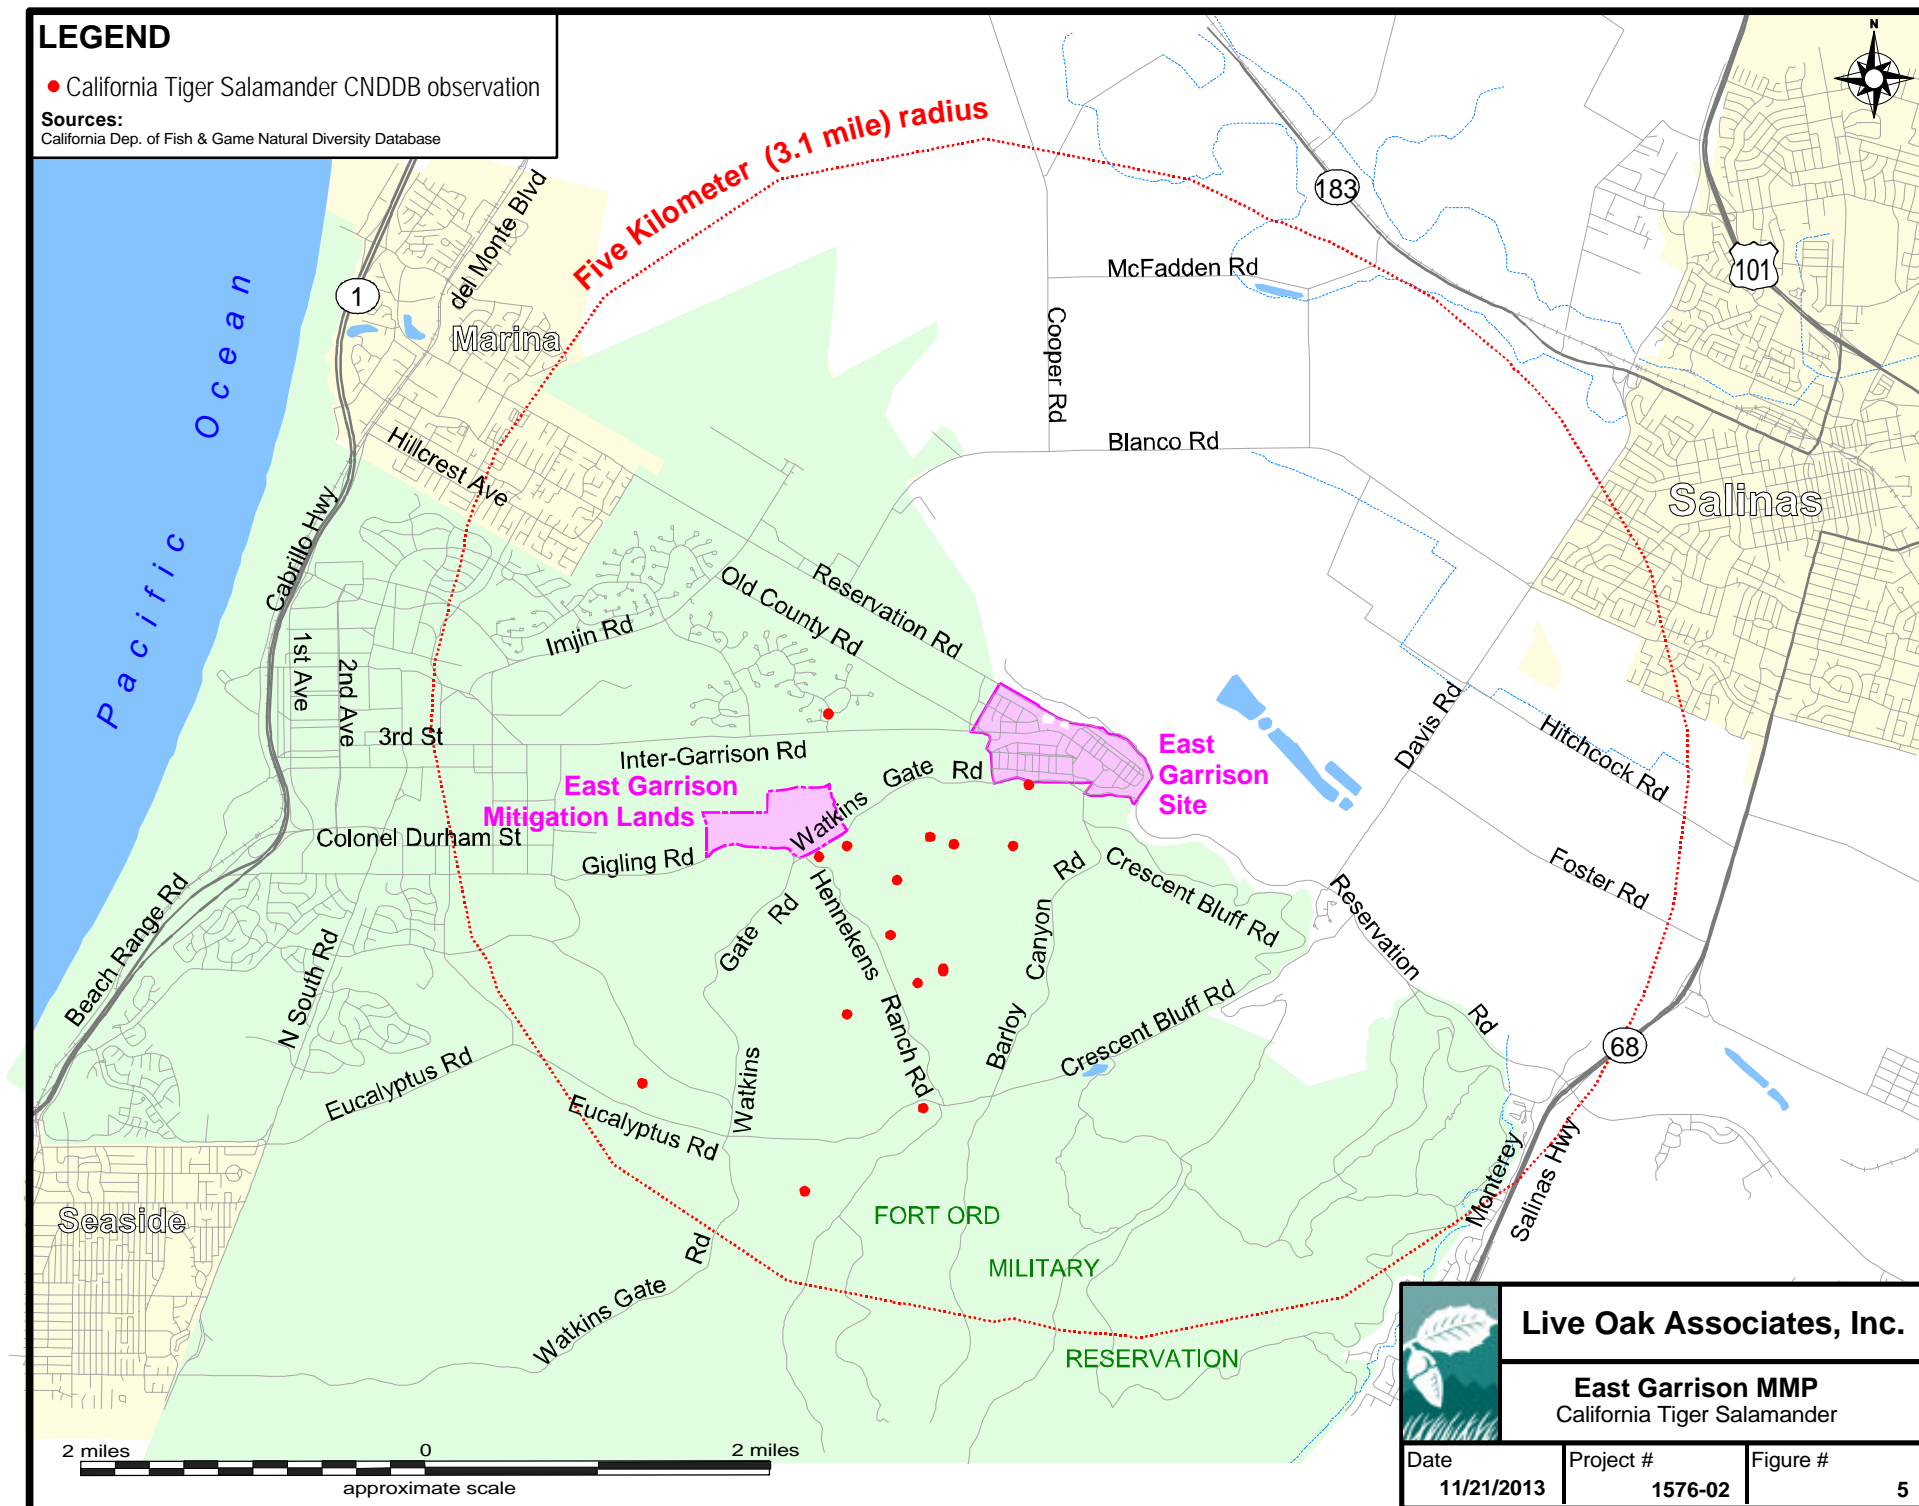 LEGEND
California Tiger Salamander CNDDB observation
Sources:
California Dep. of Fish & Game Natural Diversity Database
N
Five Kilometer (3.1 mile) radius
183
101
1
del Monte Blvd
Marina
McFadden Rd
Cooper Rd
Blanco Rd
Pacific Ocean
Hillcrest Ave
Salinas
Cabrillo Hwy
Reservation Rd
Old County Rd
Imjin Rd
1st Ave
2nd Ave
3rd St
Inter-Garrison Rd
East Garrison
Mitigation Lands
Watkins Gate Rd
East
Garrison
Site
Davis Rd
Hitchcock Rd
Colonel Durham St
Gigling Rd
Foster Rd
Crescent Bluff Rd
Reservation Rd
Beach Range Rd
N South Rd
Watkins Gate Rd
Hennekens Ranch Rd
Barloy Canyon Rd
Crescent Bluff Rd
68
Eucalyptus Rd
Eucalyptus Rd
Monterey
Salinas Hwy
Seaside
Watkins Gate Rd
FORT ORD
MILITARY
RESERVATION
2 miles 0 2 miles
approximate scale
Live Oak Associates, Inc.
East Garrison MMP
California Tiger Salamander
Date
11/21/2013
Project #
1576-02
Figure #
5